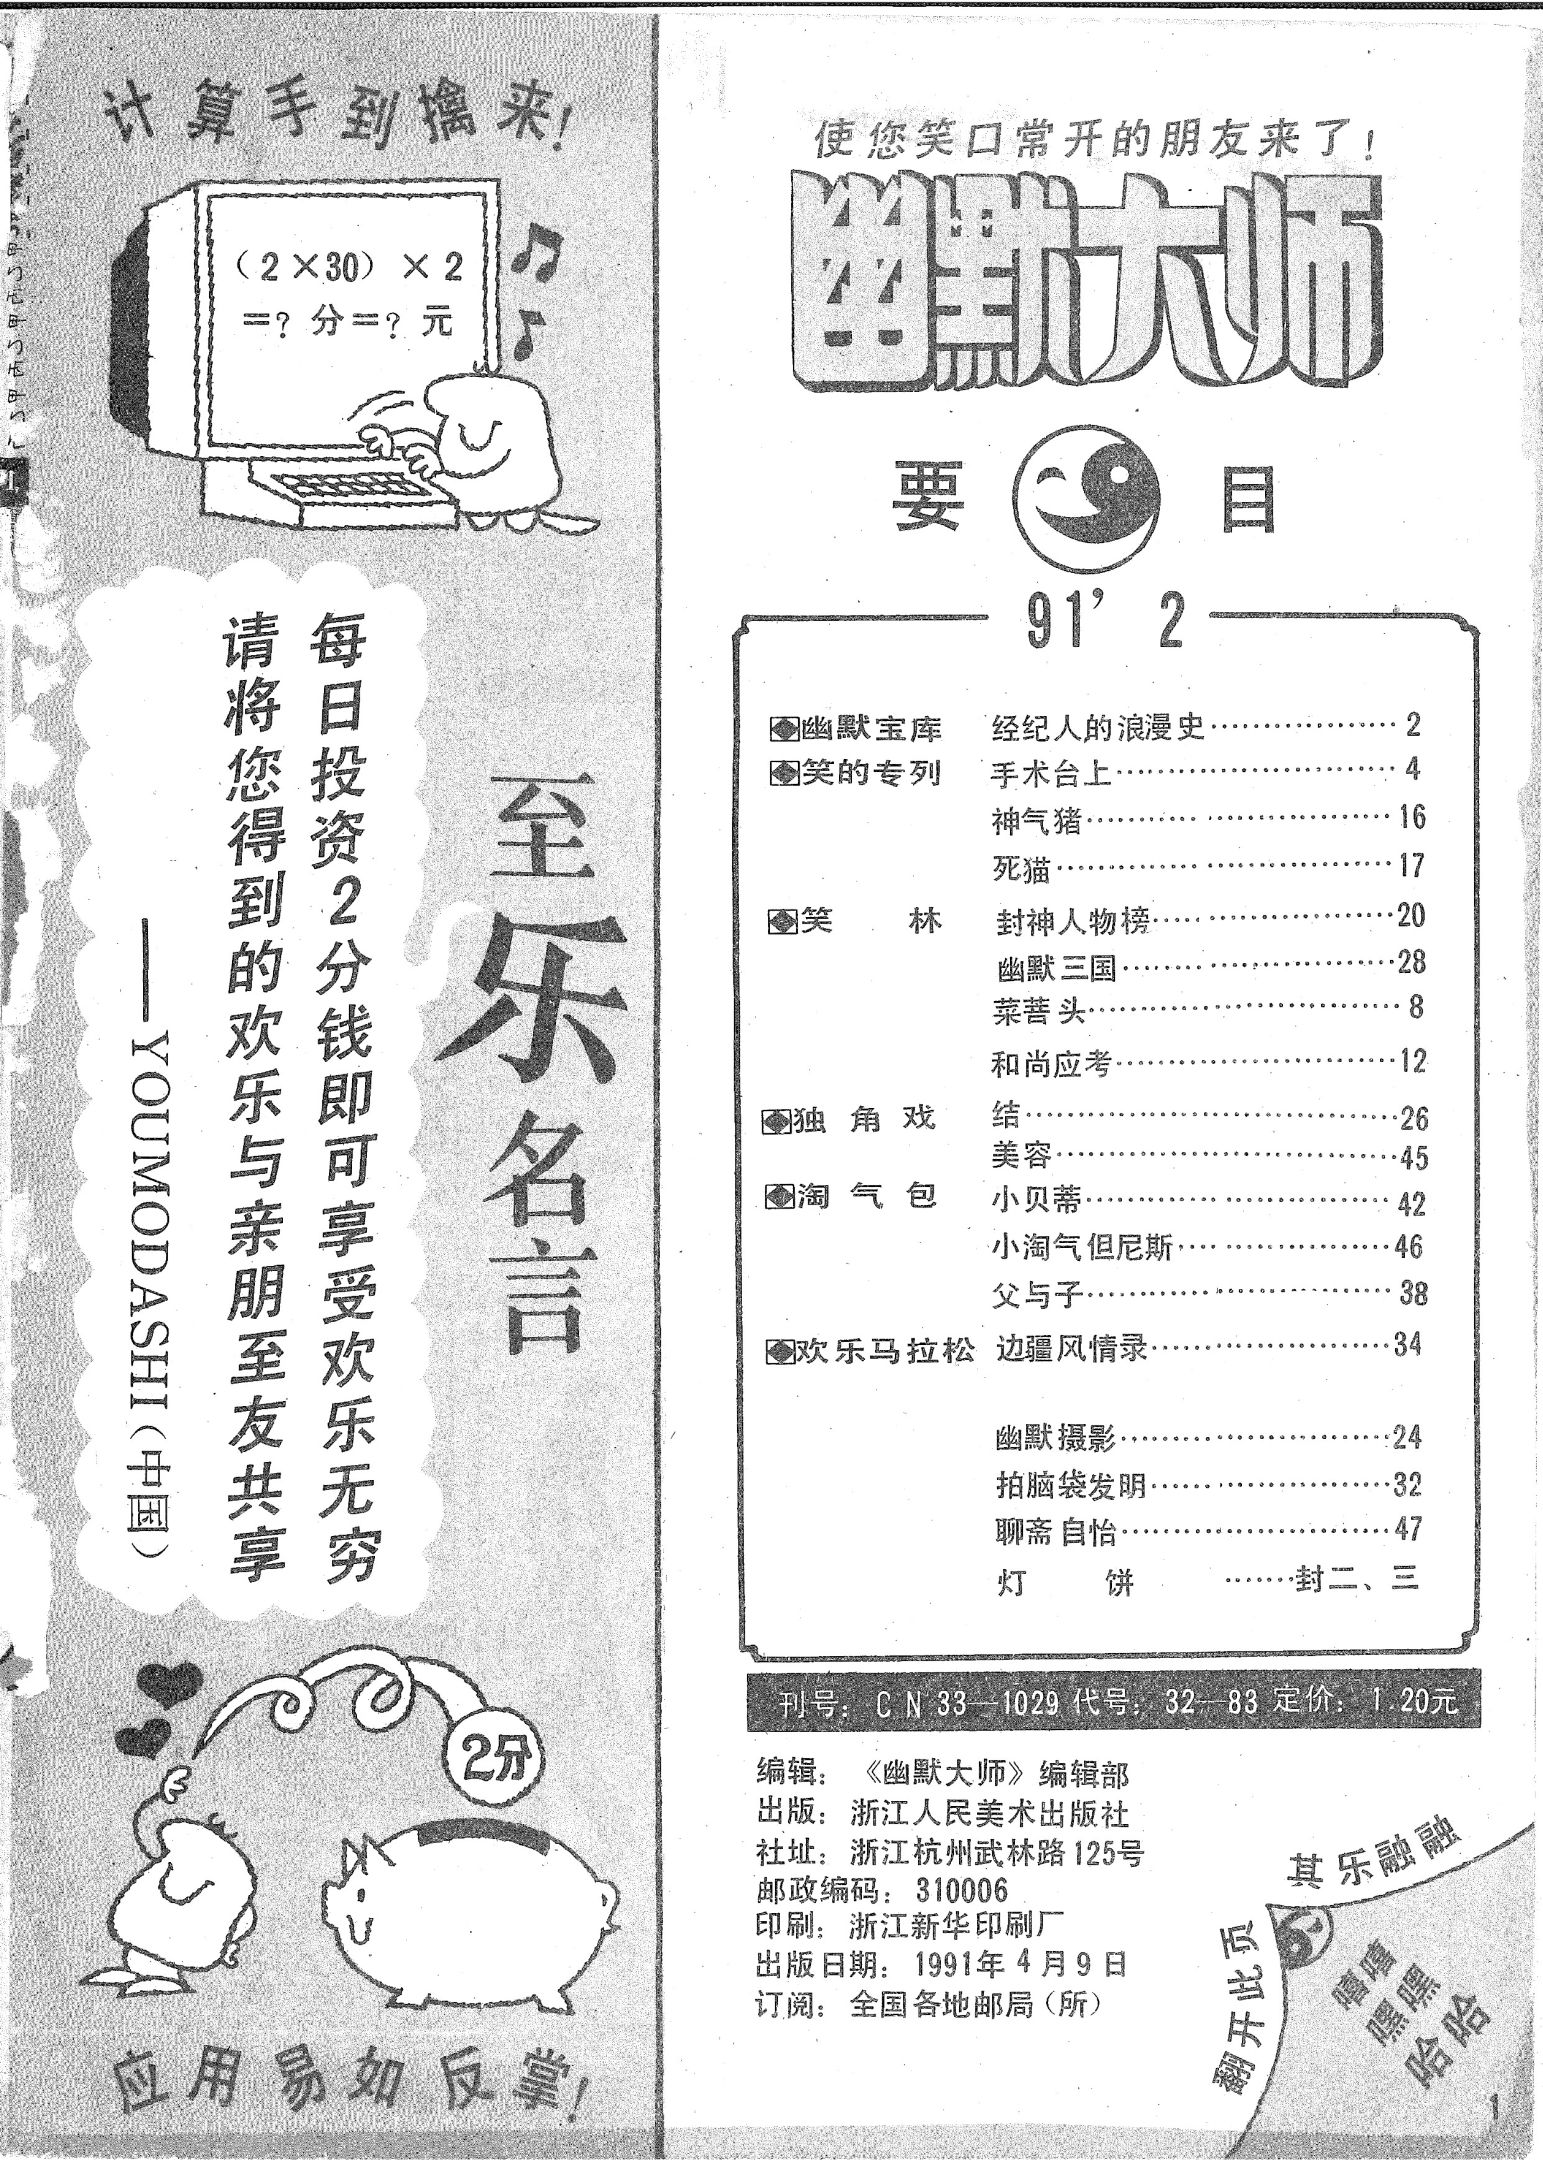 计算手到擒来！
（2×30）×2
=？分=？元
至乐名言
每日投资2分钱即可享受欢乐无穷
请将您得到的欢乐与亲朋至友共享
——YOUMODASHI（中国）
2分
应用易如反掌！
使您笑口常开的朋友来了！
幽默大师
要目
91’ 2
幽默宝库 经纪人的浪漫史………………2
笑的专列 手术台上………………4
神气猪………………16
死猫………………17
笑林 封神人物榜………………20
幽默三国………………28
菜苦头………………8
和尚应考………………12
独角戏 结………………26
美容………………45
淘气包 小贝蒂………………42
小淘气但尼斯………………46
父与子………………38
欢乐马拉松 边疆风情录………………34
幽默摄影………………24
拍脑袋发明………………32
聊斋自怡………………47
灯饼……封二、三
刊号：CN 33—1029 代号：32—83 定价：1.20元
编辑：《幽默大师》编辑部
出版：浙江人民美术出版社
社址：浙江杭州武林路125号
邮政编码：310006
印刷：浙江新华印刷厂
出版日期：1991年4月9日
订阅：全国各地邮局（所）
其乐融融
翻开此页
嘻嘻
嘿嘿
哈哈
1